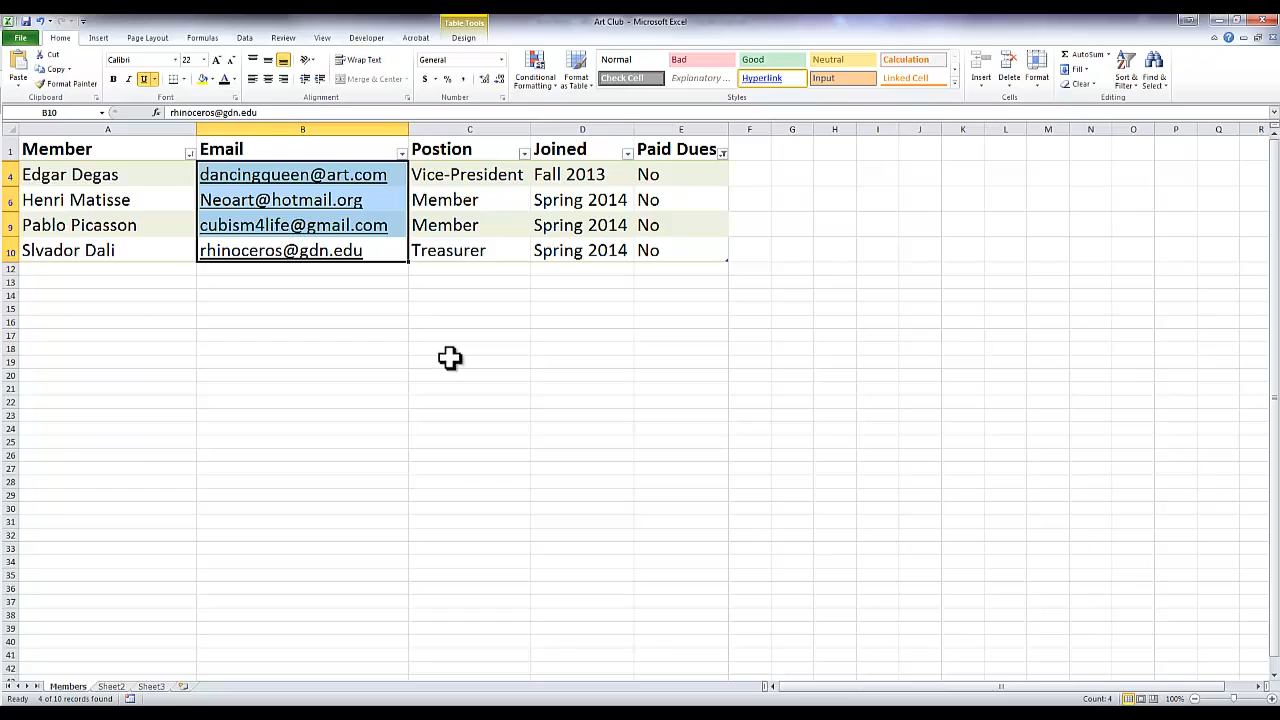 Table Tools
Art Club - Microsoft Excel
File Home Insert Page Layout Formulas Data Review View Developer Acrobat Design
Paste Cut Copy Format Painter
Calibri 22 B I U
Wrap Text Merge & Center
General $ % ,
Conditional Formatting Format as Table
Normal Bad Good Neutral Calculation
Check Cell Explanatory ... Hyperlink Input Linked Cell
Insert Delete Format
AutoSum Fill Clear Sort & Filter Find & Select
Clipboard Font Alignment Number Styles Cells Editing
B10 fx rhinoceros@gdn.edu
A B C D E F G H I J K L M N O P Q R
1 Member Email Postion Joined Paid Dues
4 Edgar Degas dancingqueen@art.com Vice-President Fall 2013 No
6 Henri Matisse Neoart@hotmail.org Member Spring 2014 No
9 Pablo Picasson cubism4life@gmail.com Member Spring 2014 No
10 Slvador Dali rhinoceros@gdn.edu Treasurer Spring 2014 No
12
13
14
15
16
17
18
19
20
21
22
23
24
25
26
27
28
29
30
31
32
33
34
35
36
37
38
39
40
41
42
Members Sheet2 Sheet3
Ready 4 of 10 records found Count: 4 100%